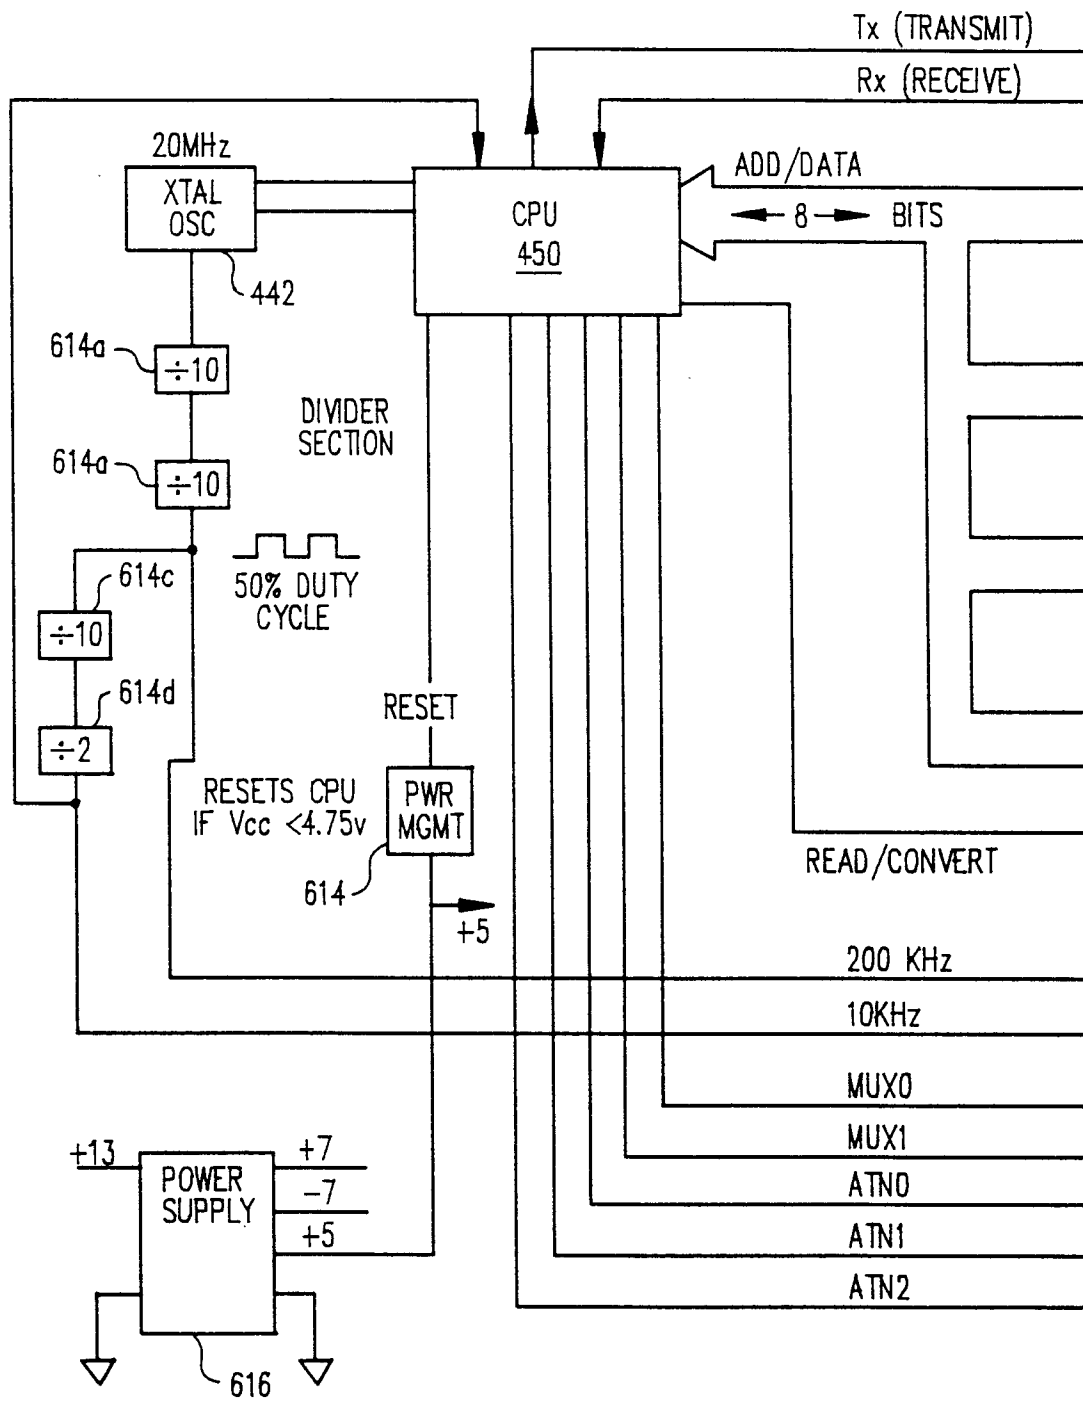 Tx (TRANSMIT)
Rx (RECEIVE)
20MHz
XTAL
OSC
442
CPU
450
ADD/DATA
8 BITS
614a
÷10
614a
÷10
DIVIDER
SECTION
50% DUTY
CYCLE
614c
÷10
614d
÷2
RESET
RESETS CPU
IF Vcc <4.75v
PWR
MGMT
614
+5
READ/CONVERT
200 KHz
10KHz
MUX0
MUX1
ATN0
ATN1
ATN2
+13
POWER
SUPPLY
+7
-7
+5
616